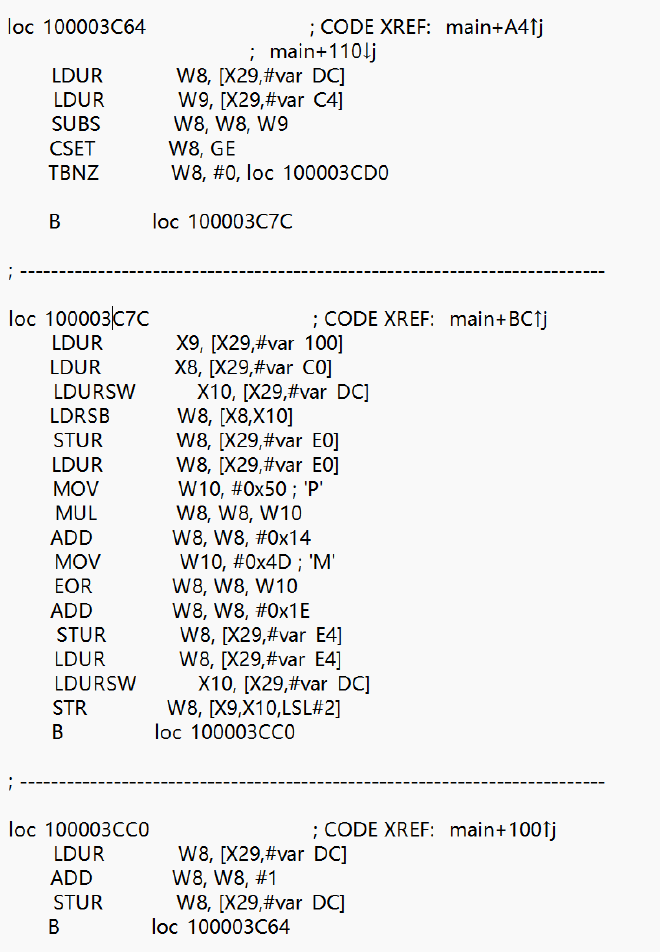 loc 100003C64 ; CODE XREF: main+A4↑j
; main+110↓j
LDUR W8, [X29,#var DC]
LDUR W9, [X29,#var C4]
SUBS W8, W8, W9
CSET W8, GE
TBNZ W8, #0, loc 100003CD0
B loc 100003C7C
; ---------------------------------------------------------------------------
loc 100003C7C ; CODE XREF: main+BC↑j
LDUR X9, [X29,#var 100]
LDUR X8, [X29,#var C0]
LDURSW X10, [X29,#var DC]
LDRSB W8, [X8,X10]
STUR W8, [X29,#var E0]
LDUR W8, [X29,#var E0]
MOV W10, #0x50 ; 'P'
MUL W8, W8, W10
ADD W8, W8, #0x14
MOV W10, #0x4D ; 'M'
EOR W8, W8, W10
ADD W8, W8, #0x1E
STUR W8, [X29,#var E4]
LDUR W8, [X29,#var E4]
LDURSW X10, [X29,#var DC]
STR W8, [X9,X10,LSL#2]
B loc 100003CC0
; ---------------------------------------------------------------------------
loc 100003CC0 ; CODE XREF: main+100↑j
LDUR W8, [X29,#var DC]
ADD W8, W8, #1
STUR W8, [X29,#var DC]
B loc 100003C64